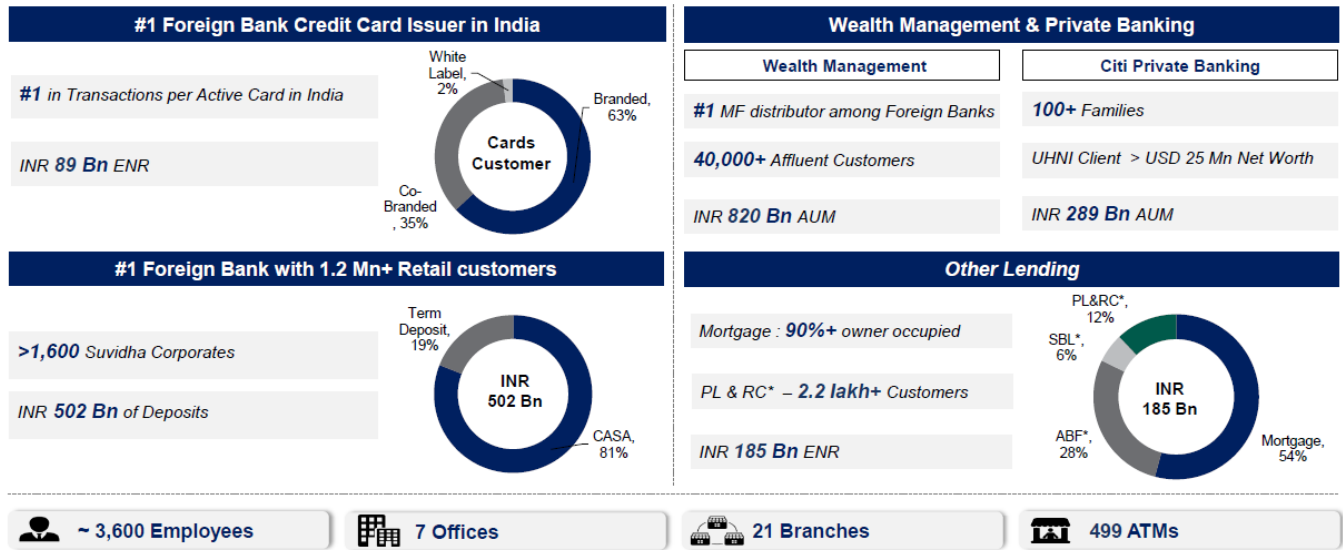 #1 Foreign Bank Credit Card Issuer in India
#1 in Transactions per Active Card in India
INR 89 Bn ENR
White
Label,
2%
Branded,
63%
Cards
Customer
Co-
Branded
, 35%
Wealth Management & Private Banking
Wealth Management
#1 MF distributor among Foreign Banks
40,000+ Affluent Customers
INR 820 Bn AUM
Citi Private Banking
100+ Families
UHNI Client > USD 25 Mn Net Worth
INR 289 Bn AUM
#1 Foreign Bank with 1.2 Mn+ Retail customers
>1,600 Suvidha Corporates
INR 502 Bn of Deposits
Term
Deposit,
19%
INR
502 Bn
CASA,
81%
Other Lending
Mortgage : 90%+ owner occupied
PL & RC* – 2.2 lakh+ Customers
INR 185 Bn ENR
PL&RC*,
12%
SBL*,
6%
INR
185 Bn
ABF*,
28%
Mortgage,
54%
~ 3,600 Employees
7 Offices
21 Branches
499 ATMs